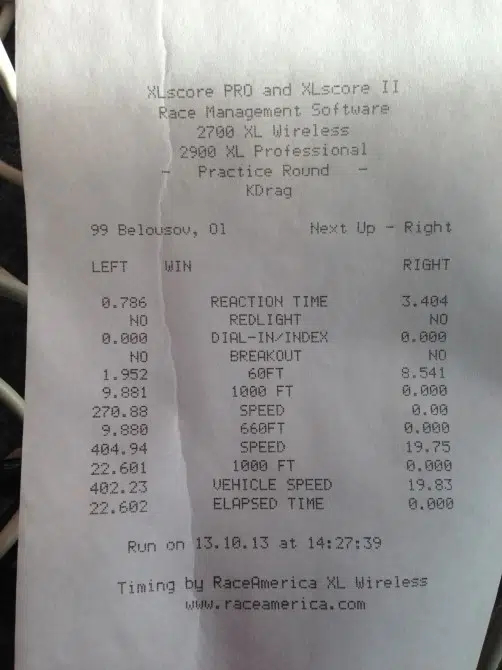 XLscore PRO and XLscore II
Race Management Software
2700 XL Wireless
2900 XL Professional
- Practice Round -
KDrag
99 Belousov, Ol Next Up - Right
LEFT WIN RIGHT
0.786 REACTION TIME 3.404
NO REDLIGHT NO
0.000 DIAL-IN/INDEX 0.000
NO BREAKOUT NO
1.952 60FT 8.541
9.881 1000 FT 0.000
270.88 SPEED 0.00
9.880 660FT 0.000
404.94 SPEED 19.75
22.601 1000 FT 0.000
402.23 VEHICLE SPEED 19.83
22.602 ELAPSED TIME 0.000
Run on 13.10.13 at 14:27:39
Timing by RaceAmerica XL Wireless
www.raceamerica.com